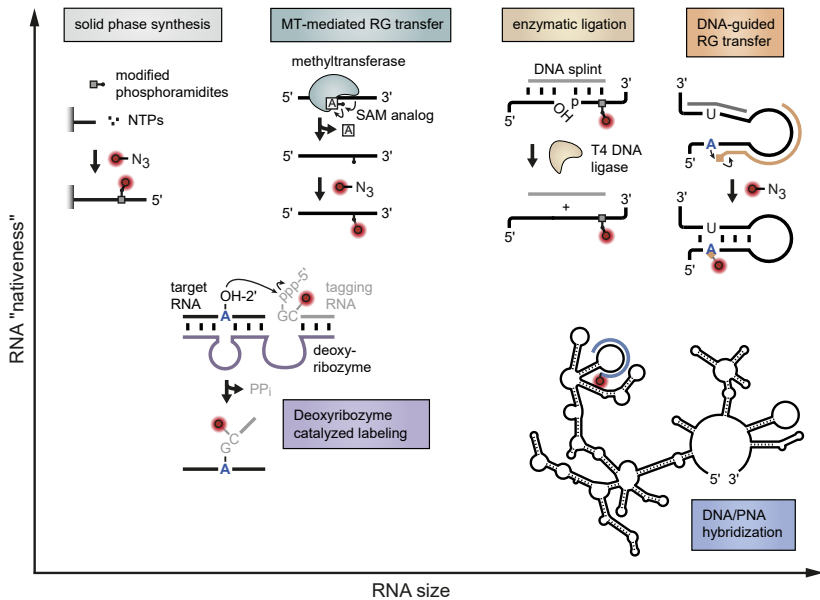 solid phase synthesis
modified
phosphoramidites
NTPs
N3
5'
MT-mediated RG transfer
methyltransferase
5' 3'
A
SAM analog
A
5' 3'
N3
5' 3'
enzymatic ligation
DNA splint
3'
OH p
5'
T4 DNA
ligase
3'
+
5'
DNA-guided
RG transfer
3'
U
A
5'
N3
3'
U
A
5'
target
RNA
OH-2'
ppp-5'
tagging
RNA
A
GC
deoxy-
ribozyme
PPi
C
G
A
Deoxyribozyme
catalyzed labeling
5' 3'
DNA/PNA
hybridization
RNA "nativeness"
RNA size